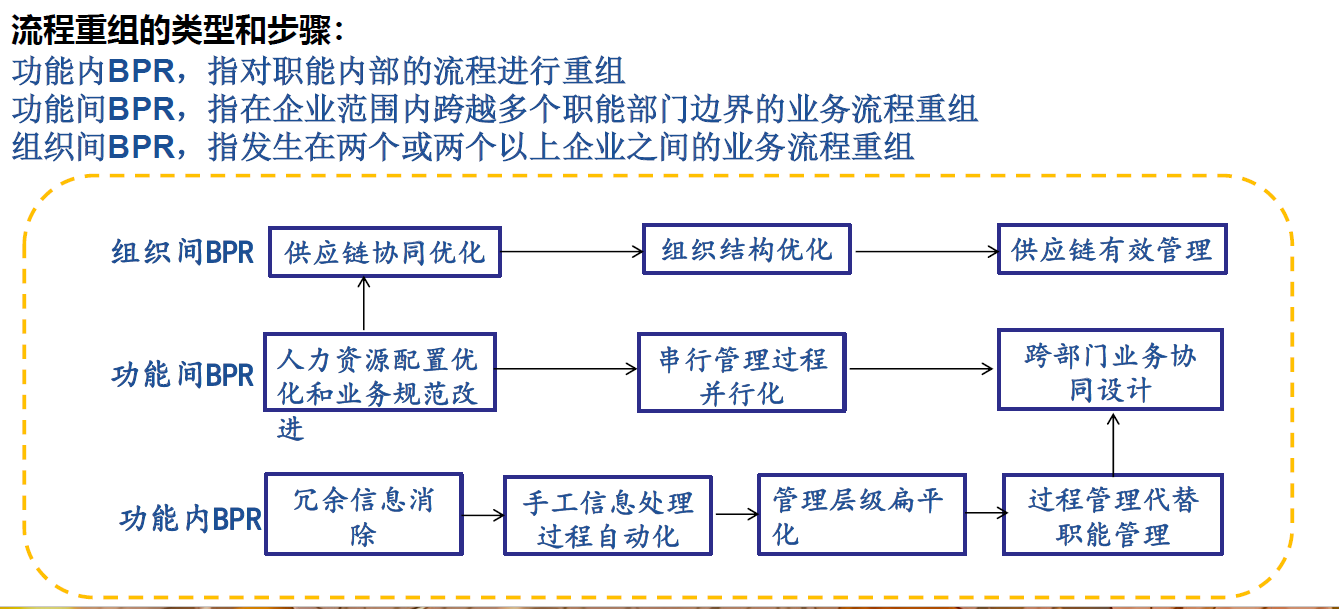 流程重组的类型和步骤：
功能内BPR，指对职能内部的流程进行重组
功能间BPR，指在企业范围内跨越多个职能部门边界的业务流程重组
组织间BPR，指发生在两个或两个以上企业之间的业务流程重组
组织间BPR
供应链协同优化
组织结构优化
供应链有效管理
功能间BPR
人力资源配置优
化和业务规范改
进
串行管理过程
并行化
跨部门业务协
同设计
功能内BPR
冗余信息消
除
手工信息处理
过程自动化
管理层级扁平
化
过程管理代替
职能管理